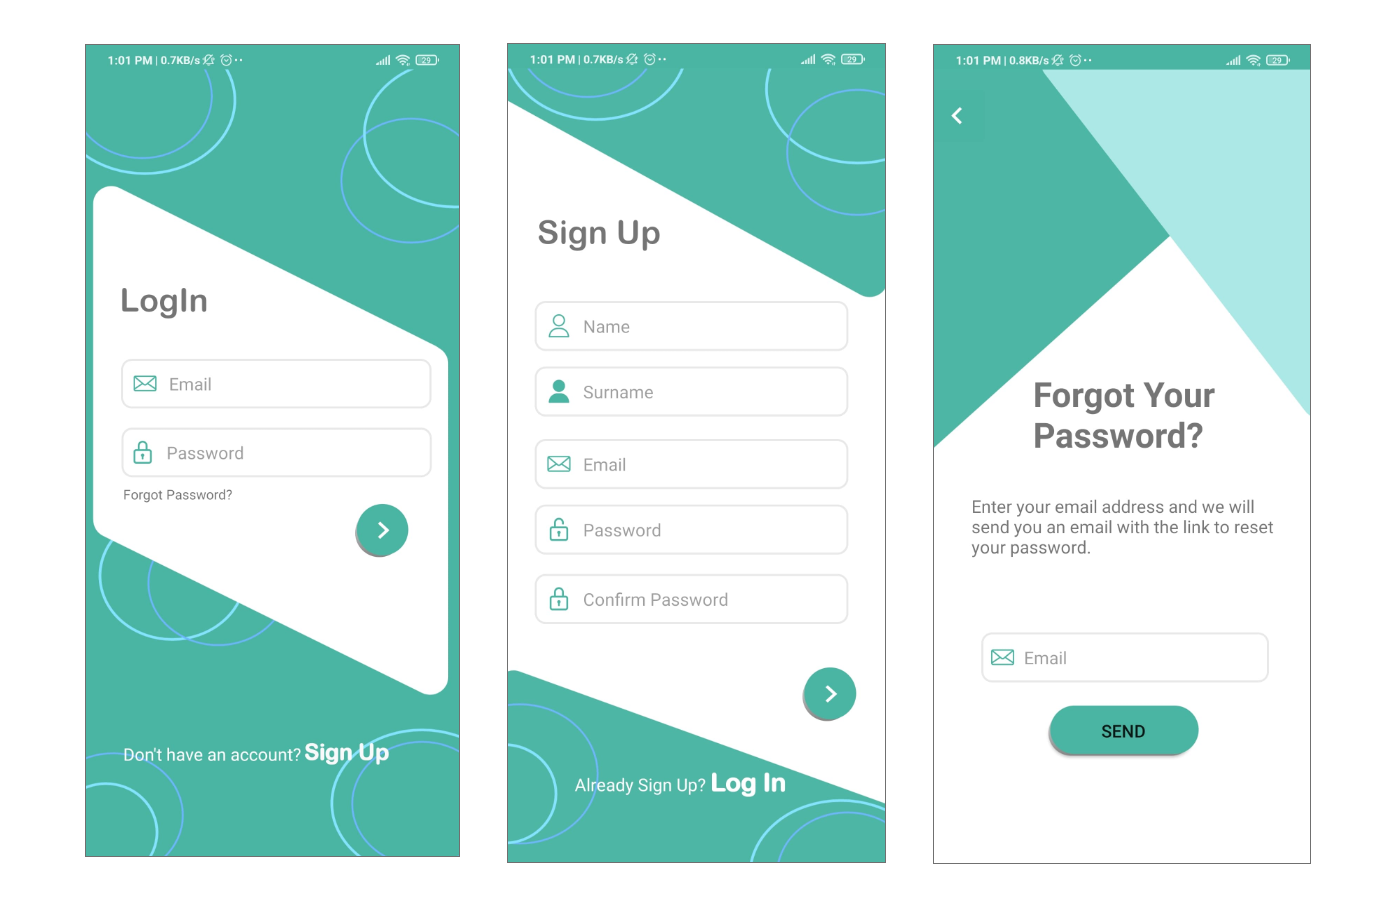 1:01 PM | 0.7KB/s
29
LogIn
Email
Password
Forgot Password?
Don't have an account? Sign Up
1:01 PM | 0.7KB/s
29
Sign Up
Name
Surname
Email
Password
Confirm Password
Already Sign Up? Log In
1:01 PM | 0.8KB/s
29
Forgot Your
Password?
Enter your email address and we will
send you an email with the link to reset
your password.
Email
SEND